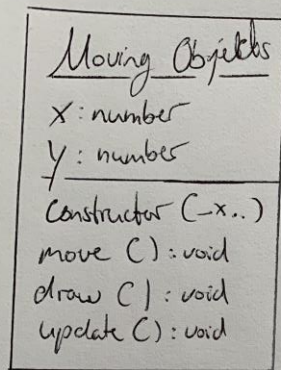 Moving Objekts
X : number
Y : number
Constructor (_x..)
move () : void
draw () : void
update () : void